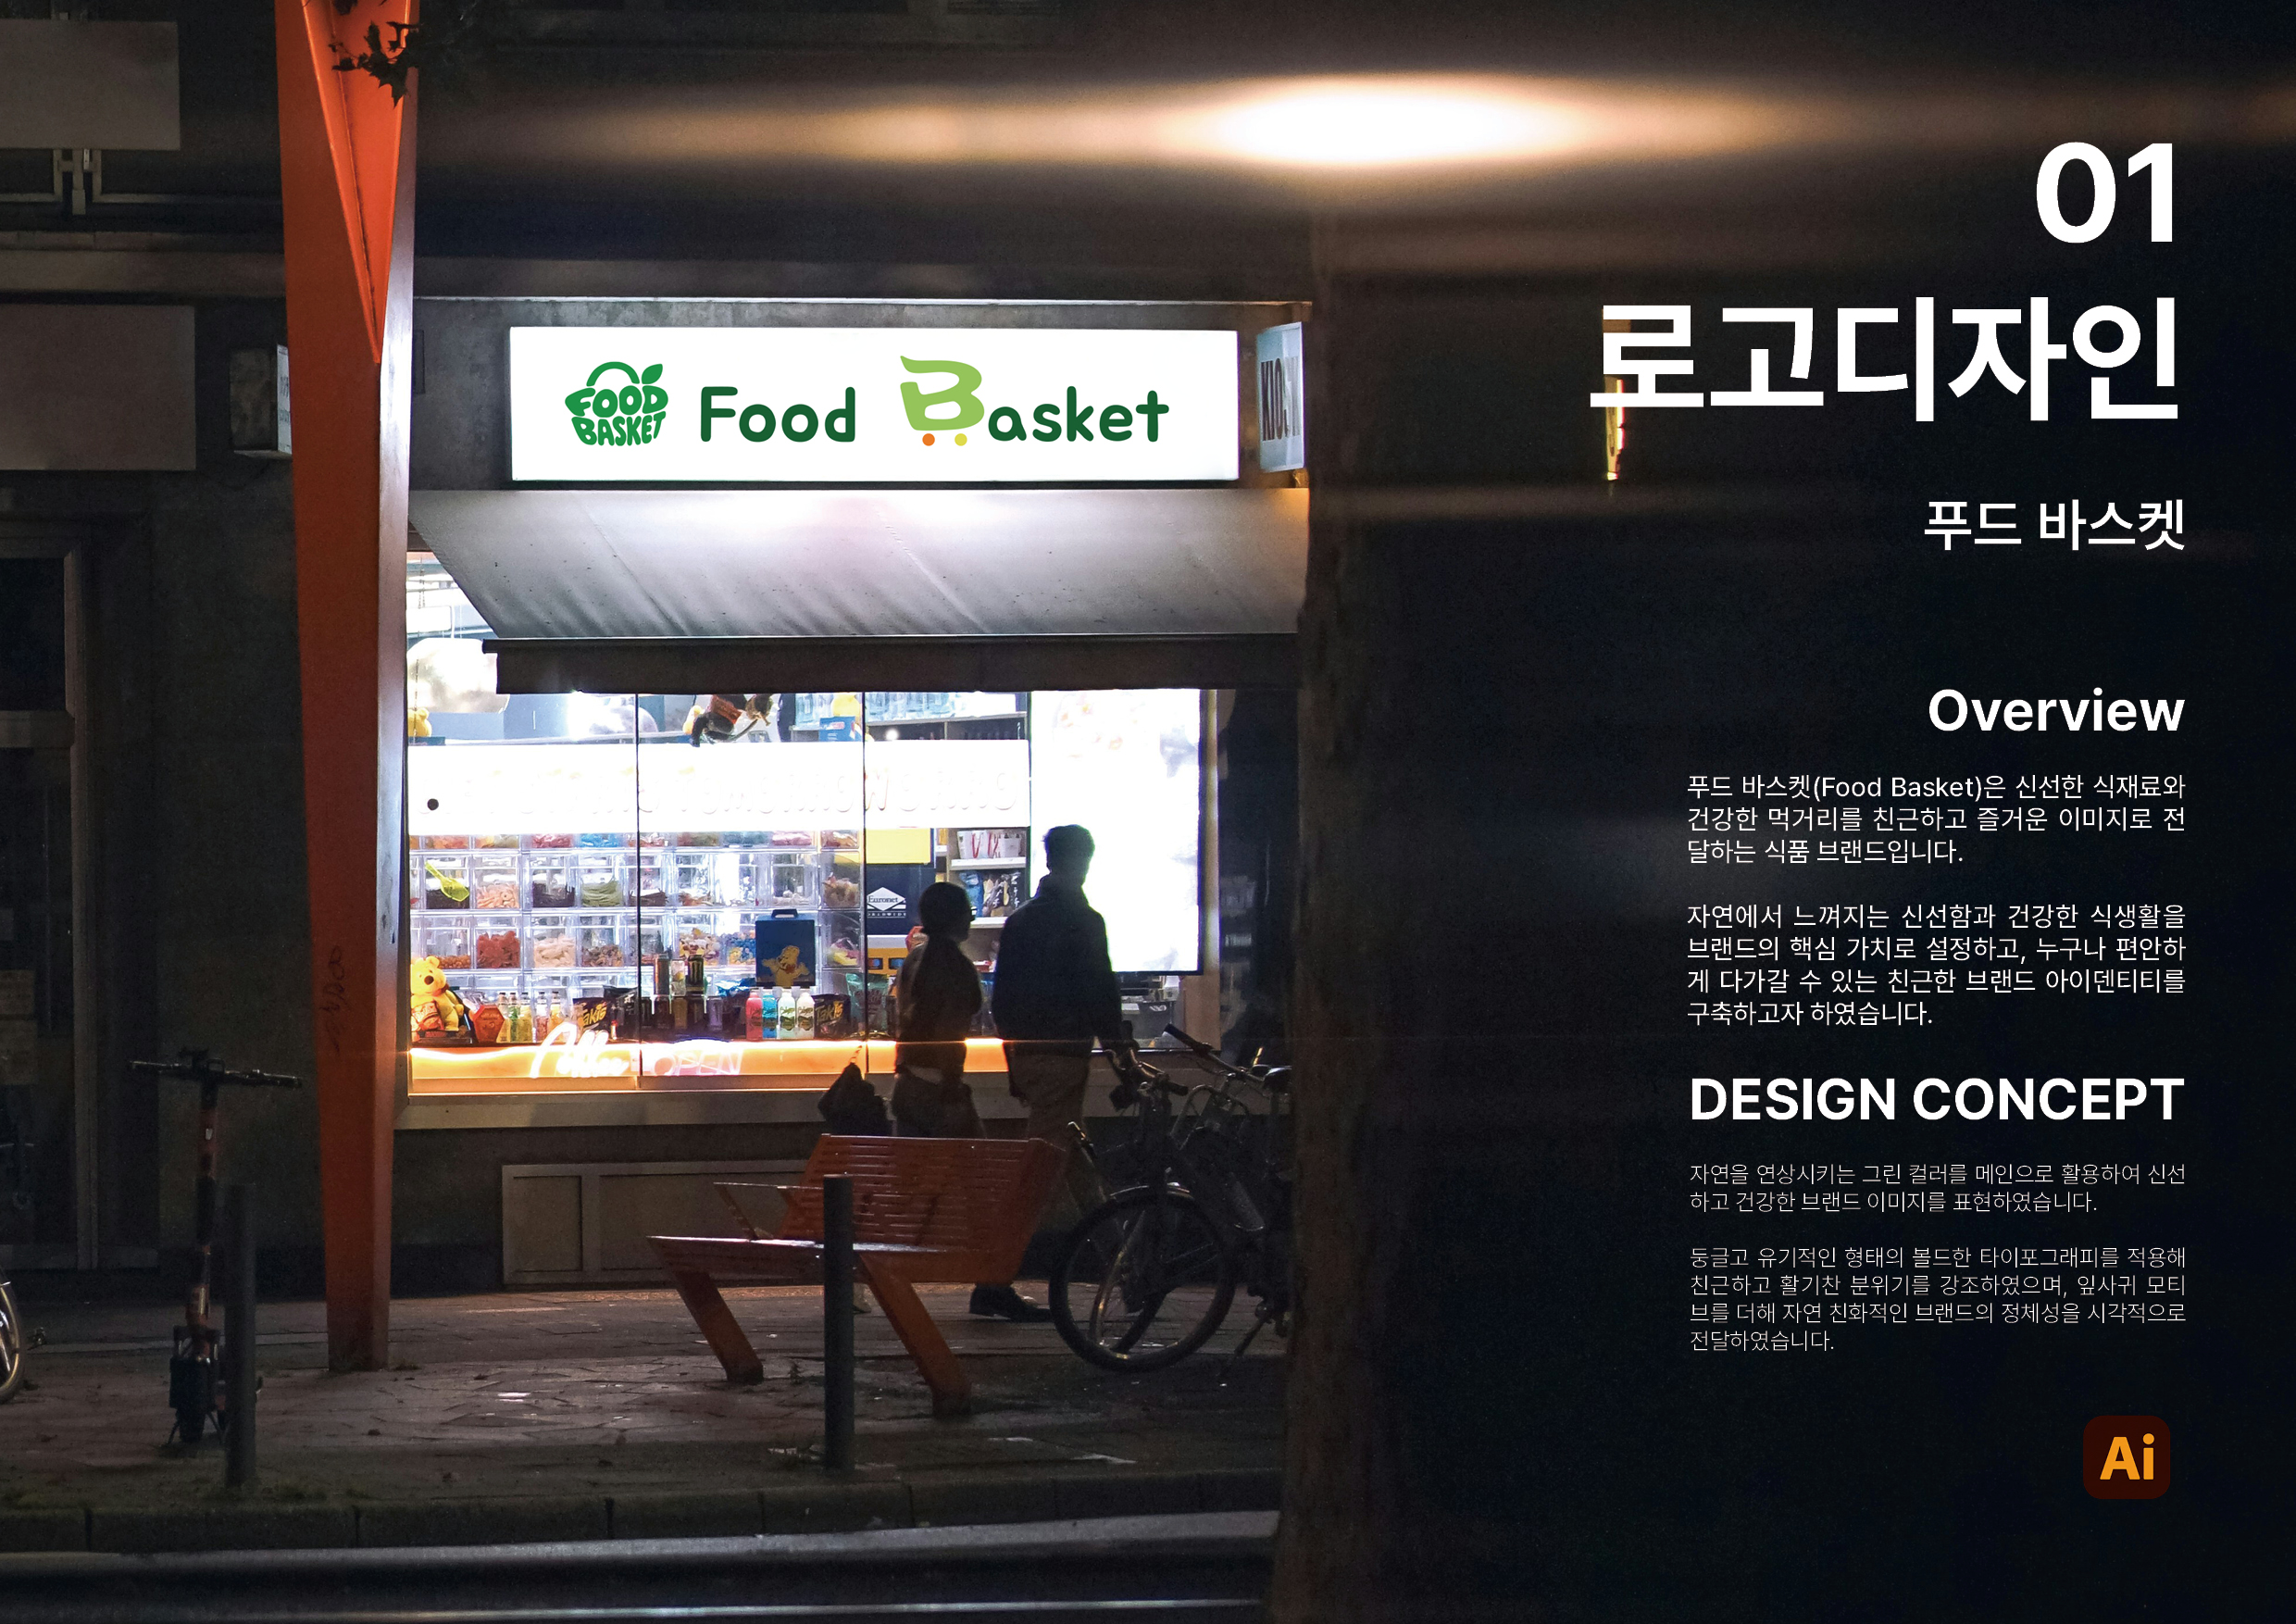 01
로고디자인
푸드 바스켓
FOOD
BASKET
Food Basket
Overview
푸드 바스켓(Food Basket)은 신선한 식재료와
건강한 먹거리를 친근하고 즐거운 이미지로 전
달하는 식품 브랜드입니다.
자연에서 느껴지는 신선함과 건강한 식생활을
브랜드의 핵심 가치로 설정하고, 누구나 편안하
게 다가갈 수 있는 친근한 브랜드 아이덴티티를
구축하고자 하였습니다.
DESIGN CONCEPT
자연을 연상시키는 그린 컬러를 메인으로 활용하여 신선
하고 건강한 브랜드 이미지를 표현하였습니다.
둥글고 유기적인 형태의 볼드한 타이포그래피를 적용해
친근하고 활기찬 분위기를 강조하였으며, 잎사귀 모티
브를 더해 자연 친화적인 브랜드의 정체성을 시각적으로
전달하였습니다.
Ai
Euronet
WORLDWIDE
Takis
Takis
OPEN